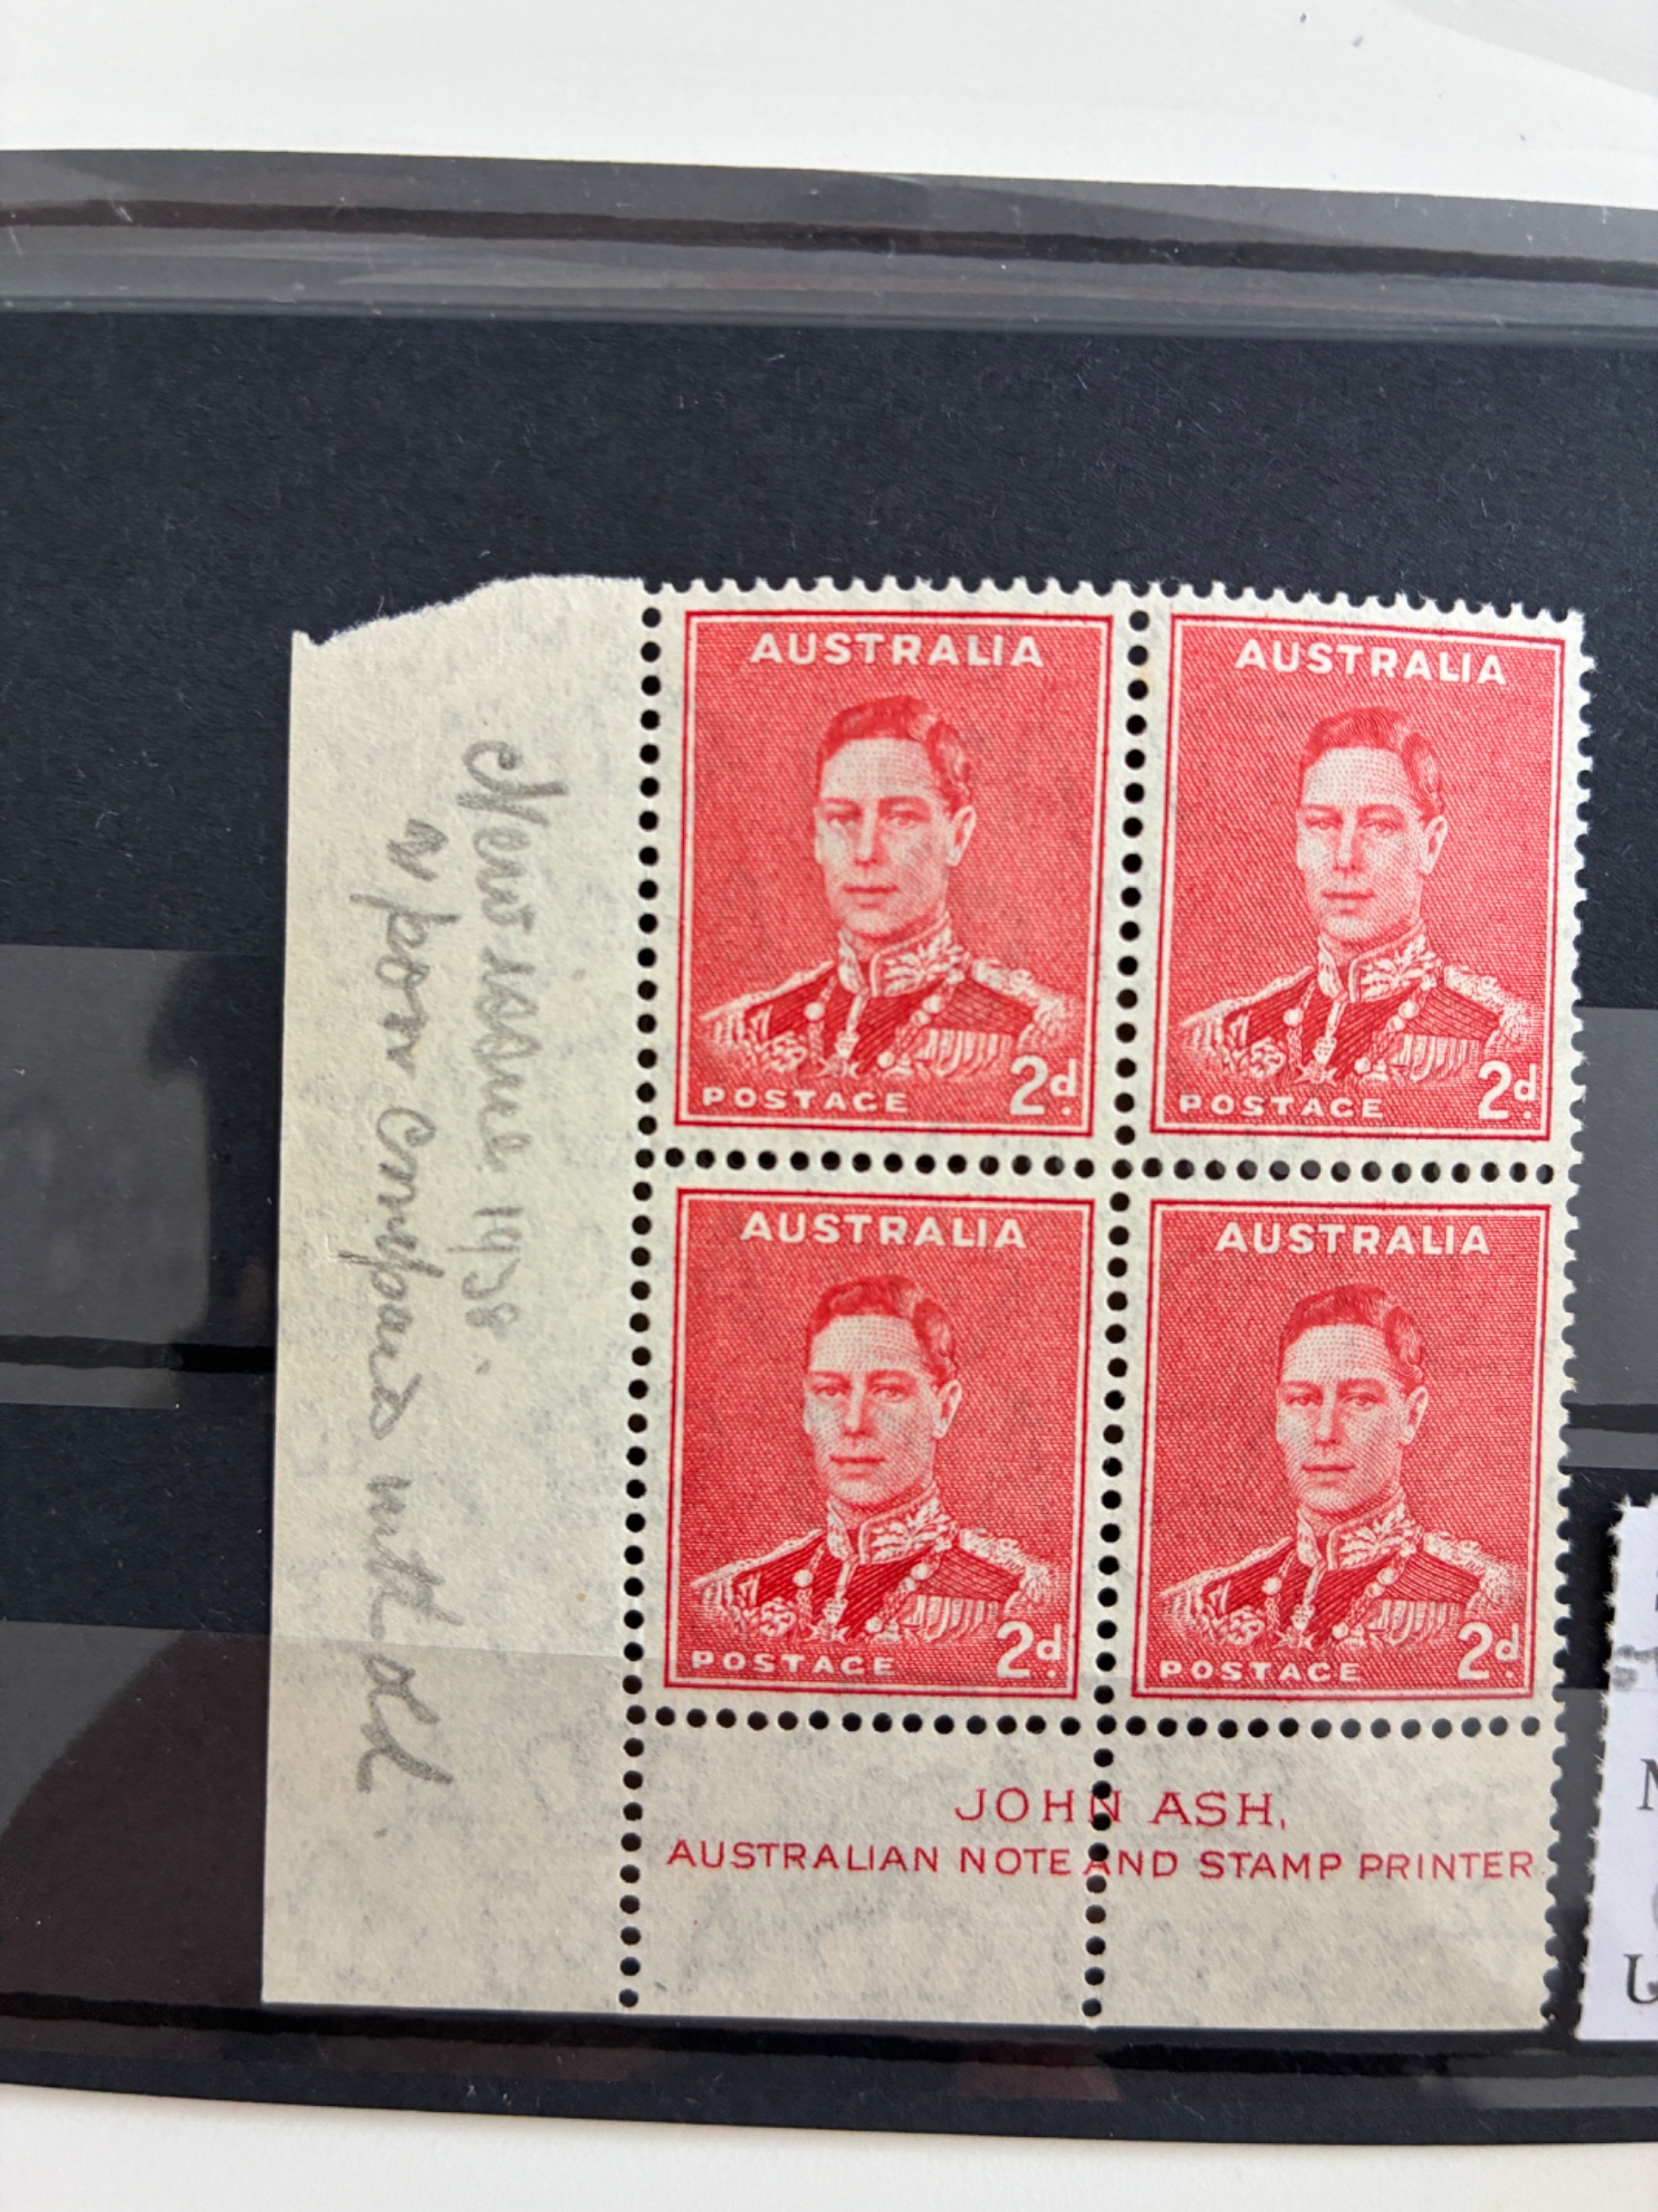 AUSTRALIA
POSTAGE 2d.
AUSTRALIA
POSTAGE 2d.
AUSTRALIA
POSTAGE 2d.
AUSTRALIA
POSTAGE 2d.
JOHN ASH,
AUSTRALIAN NOTE AND STAMP PRINTER
New issue 1938.
poor compared with old